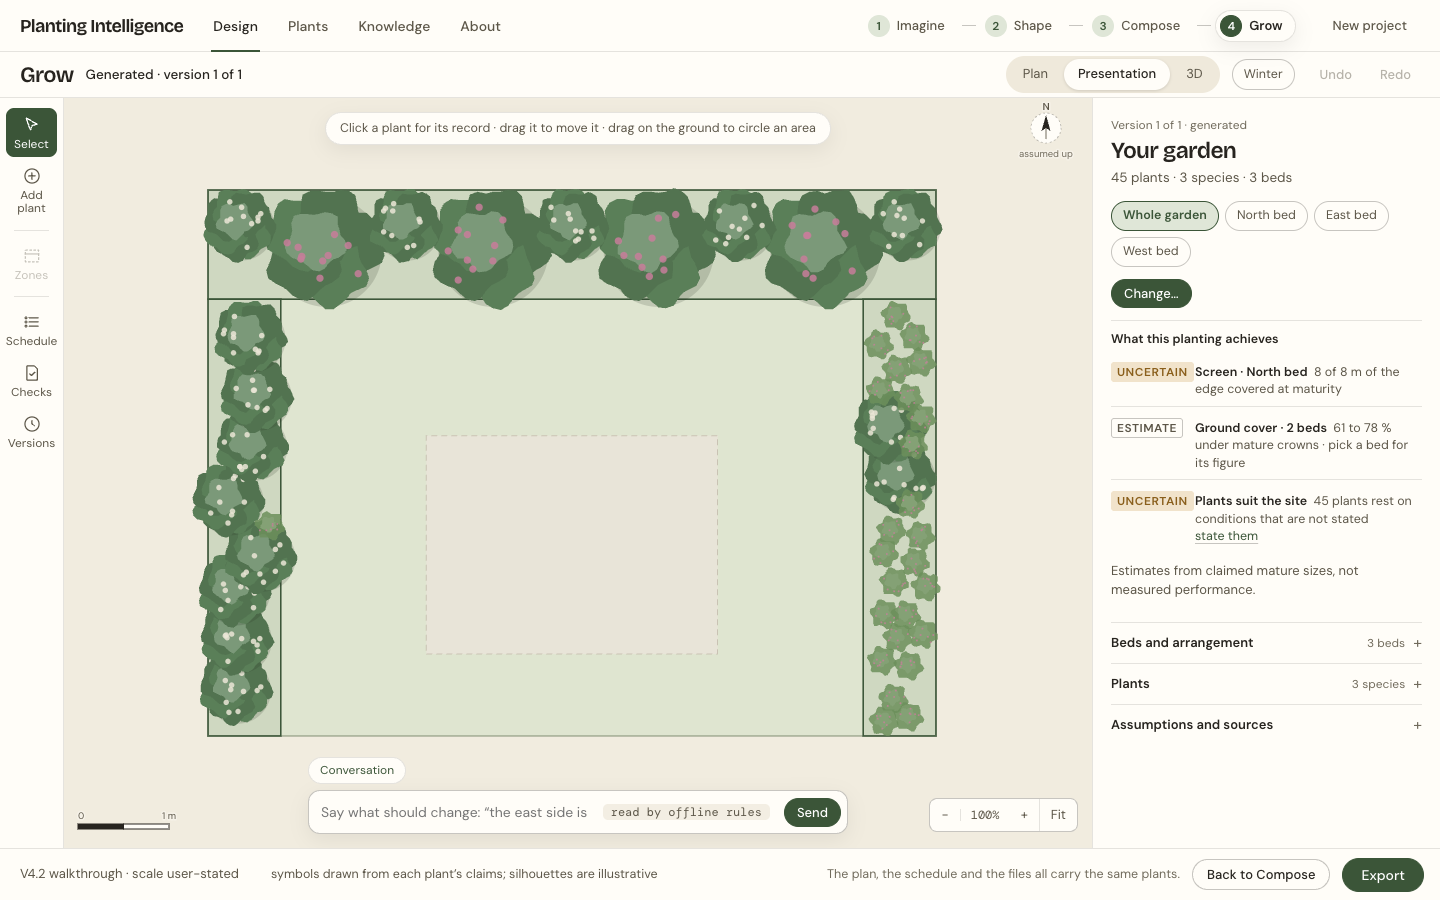 Planting Intelligence
Design
Plants
Knowledge
About
1 Imagine
2 Shape
3 Compose
4 Grow
New project
Grow
Generated · version 1 of 1
Plan
Presentation
3D
Winter
Undo
Redo
Select
Add
plant
Zones
Schedule
Checks
Versions
Click a plant for its record · drag it to move it · drag on the ground to circle an area
N
assumed up
Version 1 of 1 · generated
Your garden
45 plants · 3 species · 3 beds
Whole garden
North bed
East bed
West bed
Change…
What this planting achieves
UNCERTAIN Screen · North bed 8 of 8 m of the
edge covered at maturity
ESTIMATE Ground cover · 2 beds 61 to 78 %
under mature crowns · pick a bed for
its figure
UNCERTAIN Plants suit the site 45 plants rest on
conditions that are not stated
state them
Estimates from claimed mature sizes, not
measured performance.
Beds and arrangement 3 beds +
Plants 3 species +
Assumptions and sources +
Conversation
Say what should change: “the east side is
read by offline rules
Send
0 1 m
− 100% + Fit
V4.2 walkthrough · scale user-stated
symbols drawn from each plant’s claims; silhouettes are illustrative
The plan, the schedule and the files all carry the same plants.
Back to Compose
Export